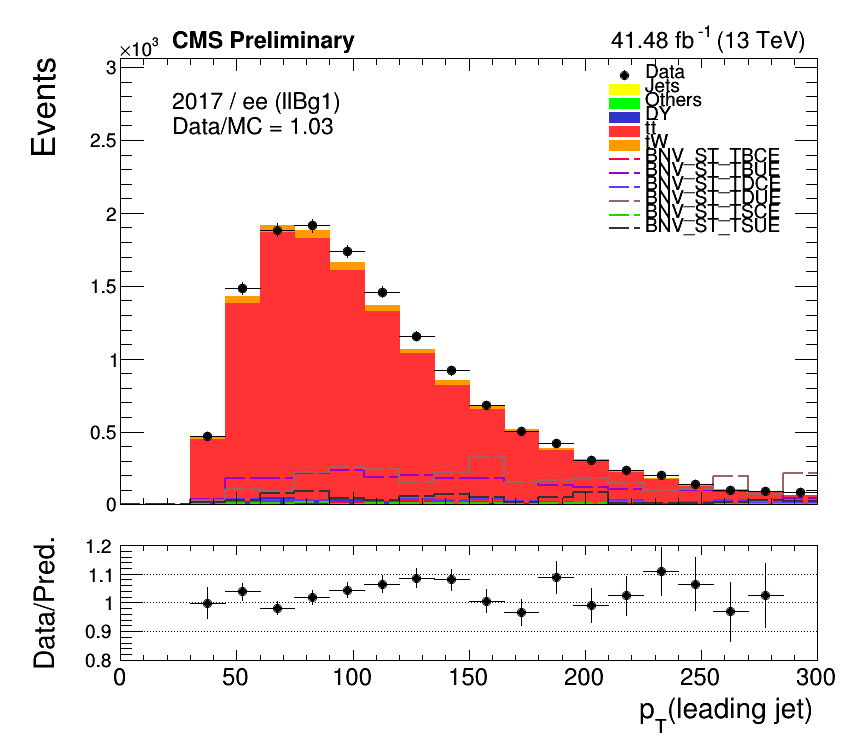 ×10³ CMS Preliminary 41.48 fb⁻¹ (13 TeV)
Events
3
2.5
2
1.5
1
0.5
0
2017 / ee (llBg1)
Data/MC = 1.03
Data
Jets
Others
DY
tt
tW
BNV_ST_TBCE
BNV_ST_TBUE
BNV_ST_TDCE
BNV_ST_TDUE
BNV_ST_TSCE
BNV_ST_TSUE
Data/Pred.
1.2
1.1
1
0.9
0.8
0 50 100 150 200 250 300
p_T(leading jet)